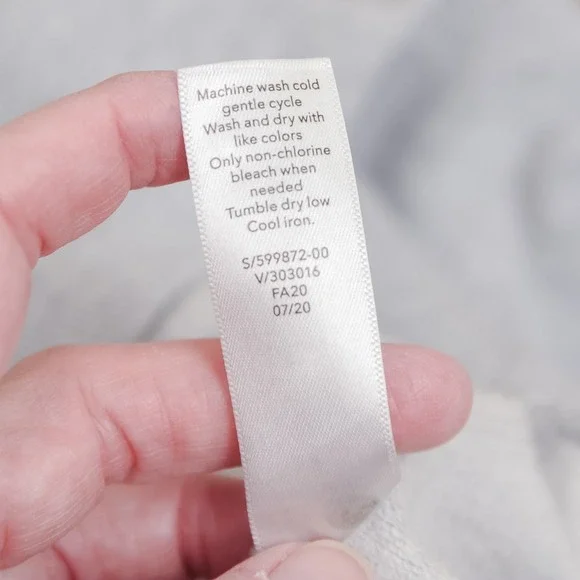 Machine wash cold
gentle cycle
Wash and dry with
like colors
Only non-chlorine
bleach when
needed
Tumble dry low
Cool iron.
S/599872-00
V/303016
FA20
07/20